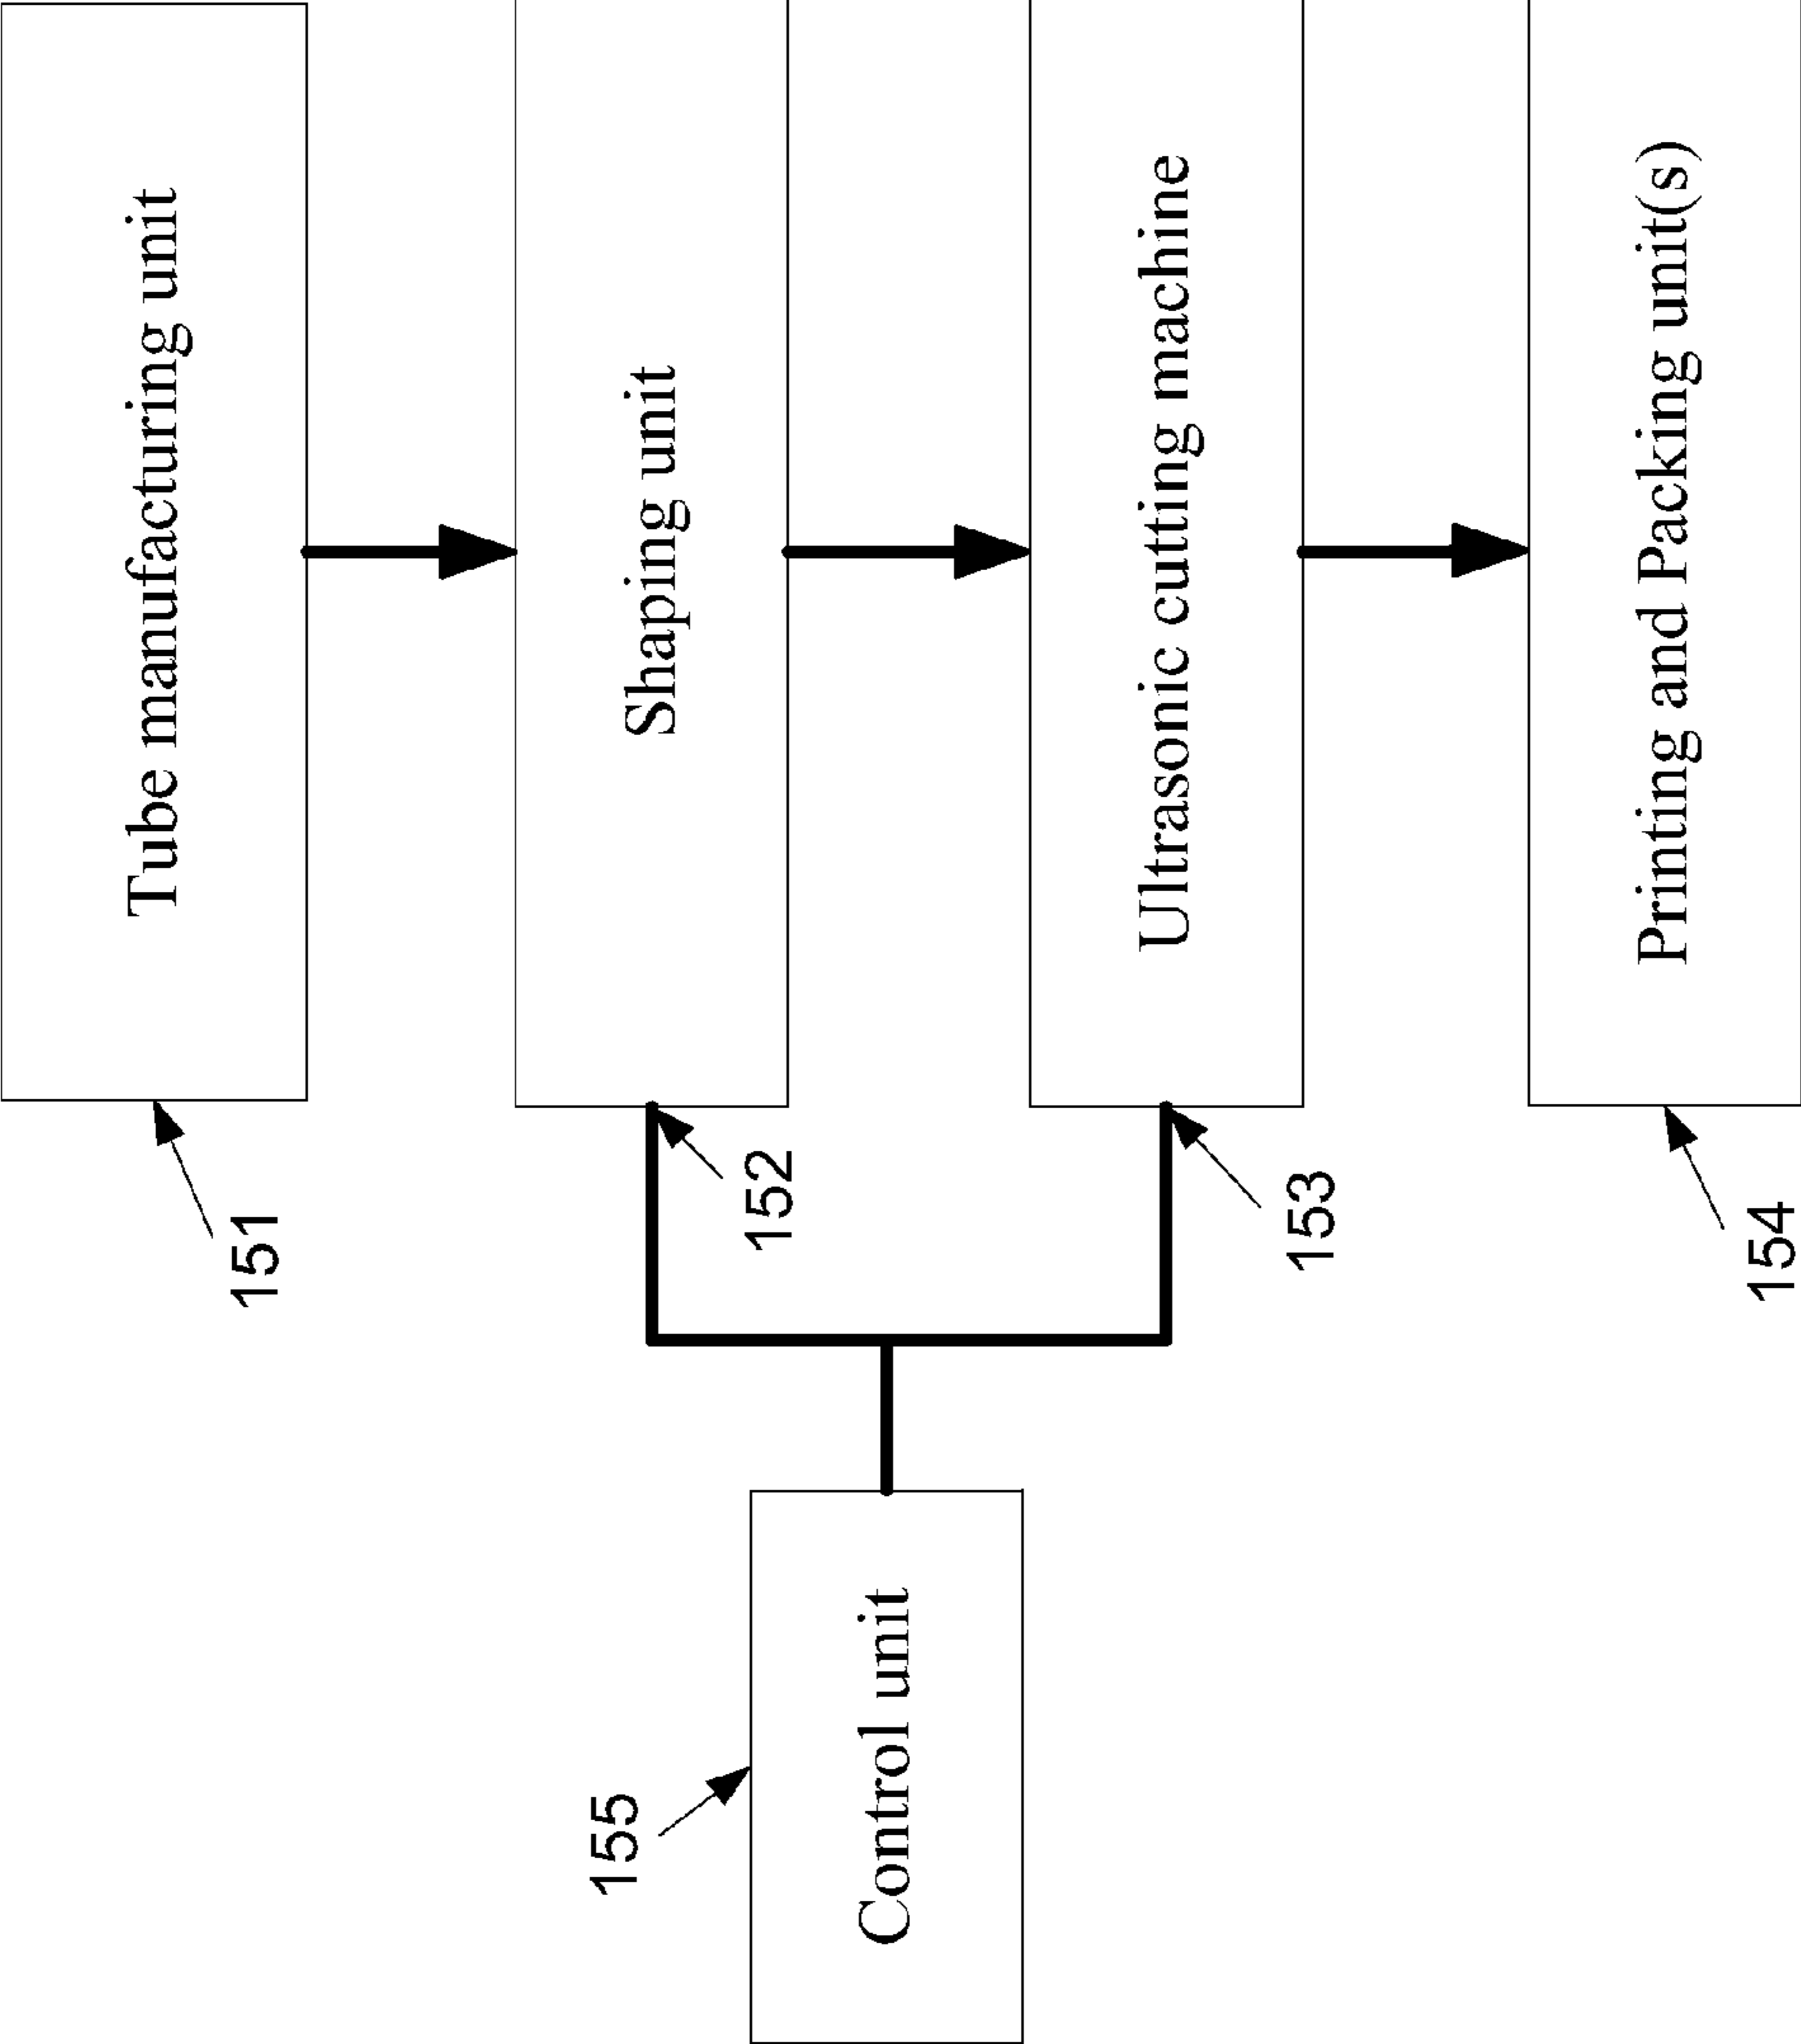 Tube manufacturing unit
151
Shaping unit
152
155
Control unit
Ultrasonic cutting machine
153
Printing and Packing unit(s)
154